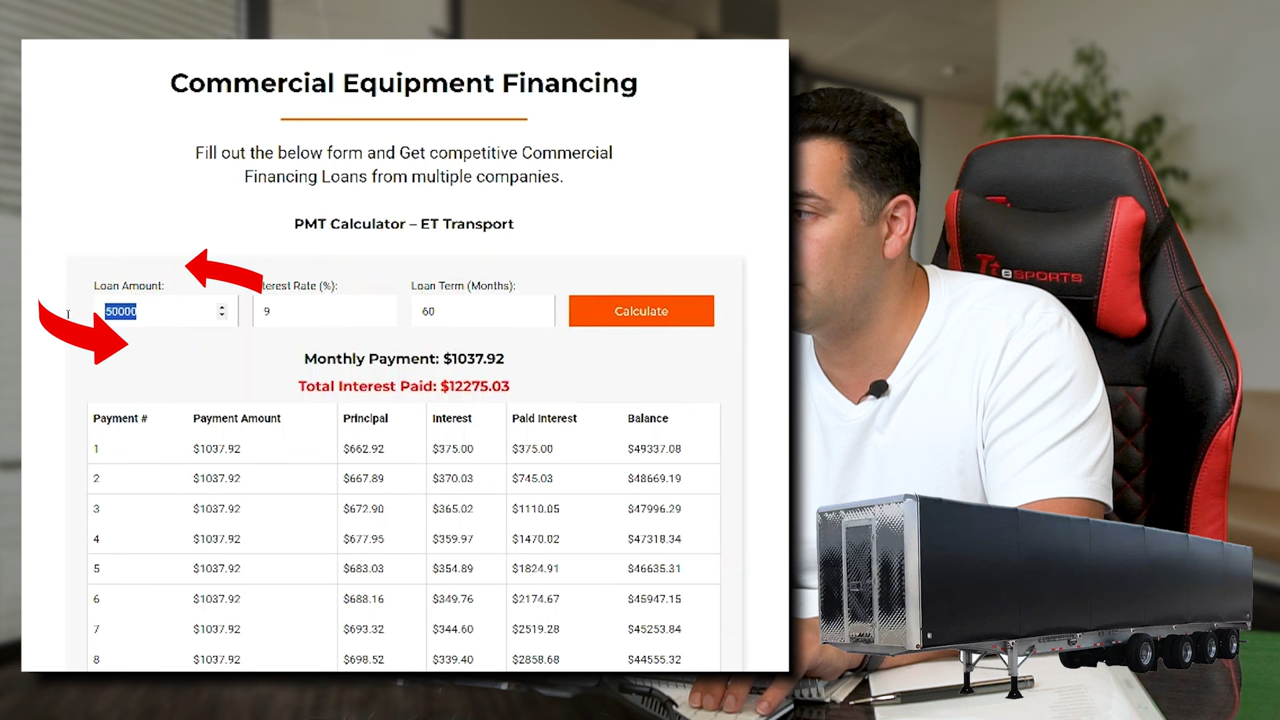 Commercial Equipment Financing
Fill out the below form and Get competitive Commercial
Financing Loans from multiple companies.
PMT Calculator – ET Transport
Loan Amount: terest Rate (%): Loan Term (Months):
50000 9 60 Calculate
Monthly Payment: $1037.92
Total Interest Paid: $12275.03
Payment # Payment Amount Principal Interest Paid Interest Balance
1 $1037.92 $662.92 $375.00 $375.00 $49337.08
2 $1037.92 $667.89 $370.03 $745.03 $48669.19
3 $1037.92 $672.90 $365.02 $1110.05 $47996.29
4 $1037.92 $677.95 $359.97 $1470.02 $47318.34
5 $1037.92 $683.03 $354.89 $1824.91 $46635.31
6 $1037.92 $688.16 $349.76 $2174.67 $45947.15
7 $1037.92 $693.32 $344.60 $2519.28 $45253.84
8 $1037.92 $698.52 $339.40 $2858.68 $44555.32
ESPORTS